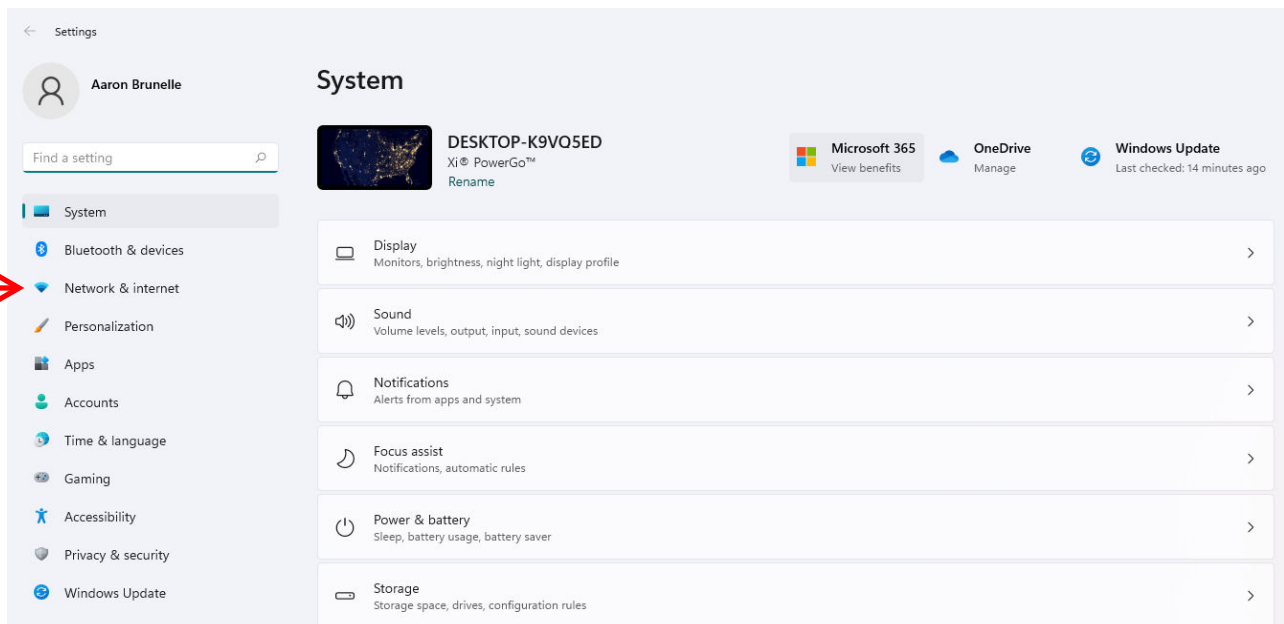 Settings
Aaron Brunelle
Find a setting
System
Bluetooth & devices
Network & internet
Personalization
Apps
Accounts
Time & language
Gaming
Accessibility
Privacy & security
Windows Update
System
DESKTOP-K9VQ5ED
Xi® PowerGo™
Rename
Microsoft 365
View benefits
OneDrive
Manage
Windows Update
Last checked: 14 minutes ago
Display
Monitors, brightness, night light, display profile
Sound
Volume levels, output, input, sound devices
Notifications
Alerts from apps and system
Focus assist
Notifications, automatic rules
Power & battery
Sleep, battery usage, battery saver
Storage
Storage space, drives, configuration rules